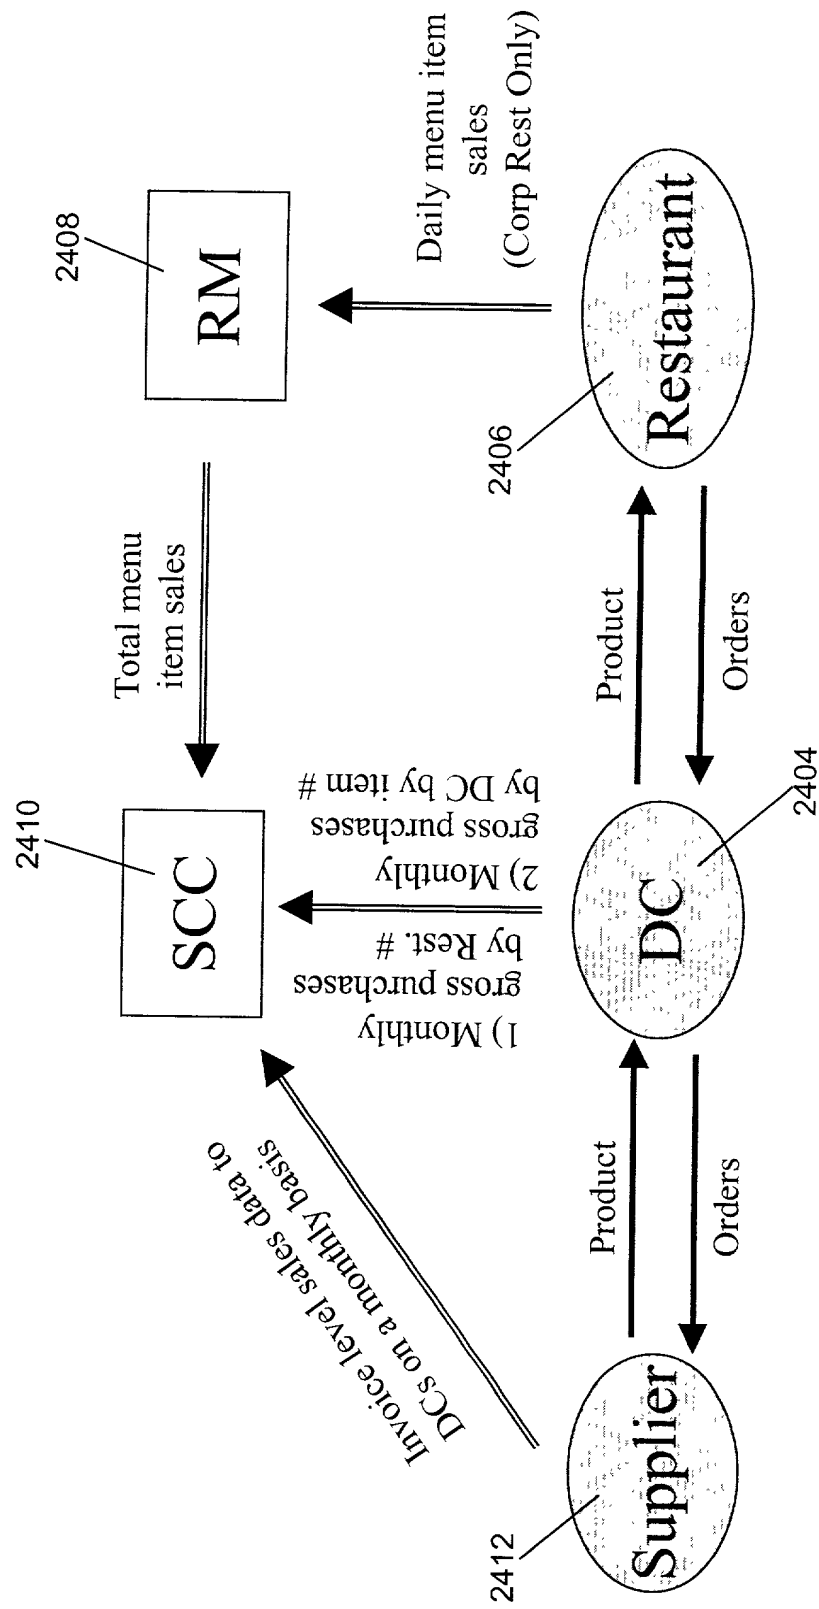 2410
SCC
Total menu
item sales
2408
RM
Invoice level sales data to
DCs on a monthly basis
1) Monthly
gross purchases
by Rest. #
2) Monthly
gross purchases
by DC by item #
Daily menu item
sales
(Corp Rest Only)
2412
Supplier
Product
Orders
DC
2404
Product
Orders
2406
Restaurant